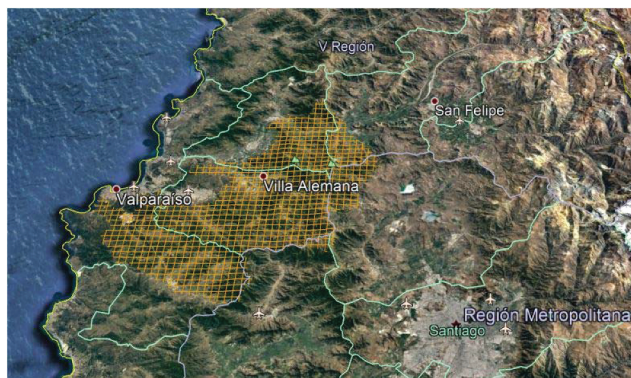 V Región
San Felipe
Villa Alemana
Valparaíso
Región Metropolitana
Santiago